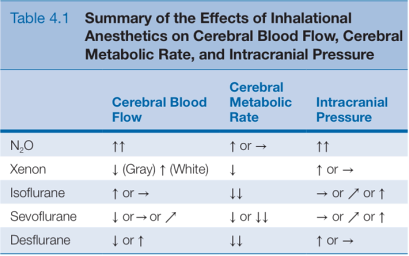 Table 4.1 Summary of the Effects of Inhalational
Anesthetics on Cerebral Blood Flow, Cerebral
Metabolic Rate, and Intracranial Pressure
Cerebral Blood Flow Cerebral Metabolic Rate Intracranial Pressure
N₂O ↑↑ ↑ or → ↑↑
Xenon ↓ (Gray) ↑ (White) ↓ ↑ or →
Isoflurane ↑ or → ↓↓ → or ↗ or ↑
Sevoflurane ↓ or → or ↗ ↓ or ↓↓ → or ↗ or ↑
Desflurane ↓ or ↑ ↓↓ ↑ or →